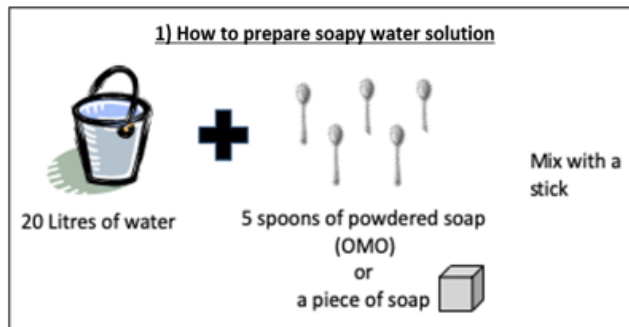 1) How to prepare soapy water solution
20 Litres of water
5 spoons of powdered soap
(OMO)
or
a piece of soap
Mix with a
stick